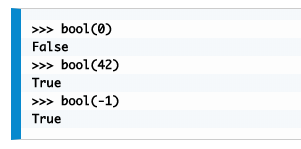 >>> bool(0)
False
>>> bool(42)
True
>>> bool(-1)
True